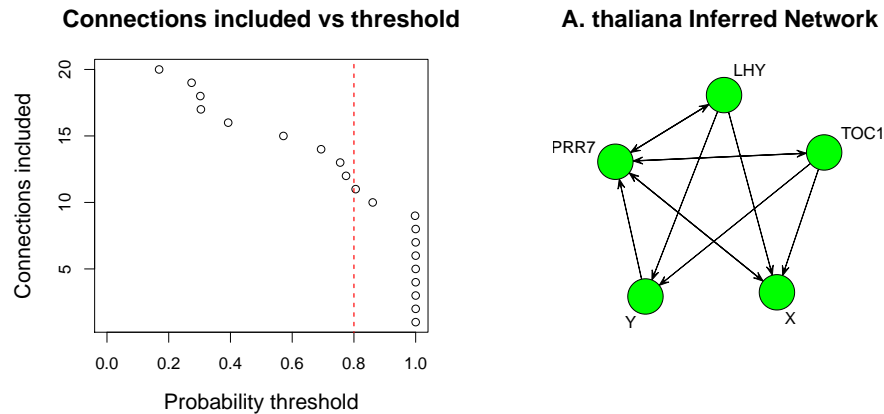 Connections included vs threshold
Connections included
20
15
10
5
0.0 0.2 0.4 0.6 0.8 1.0
Probability threshold
A. thaliana Inferred Network
LHY
TOC1
PRR7
Y
X